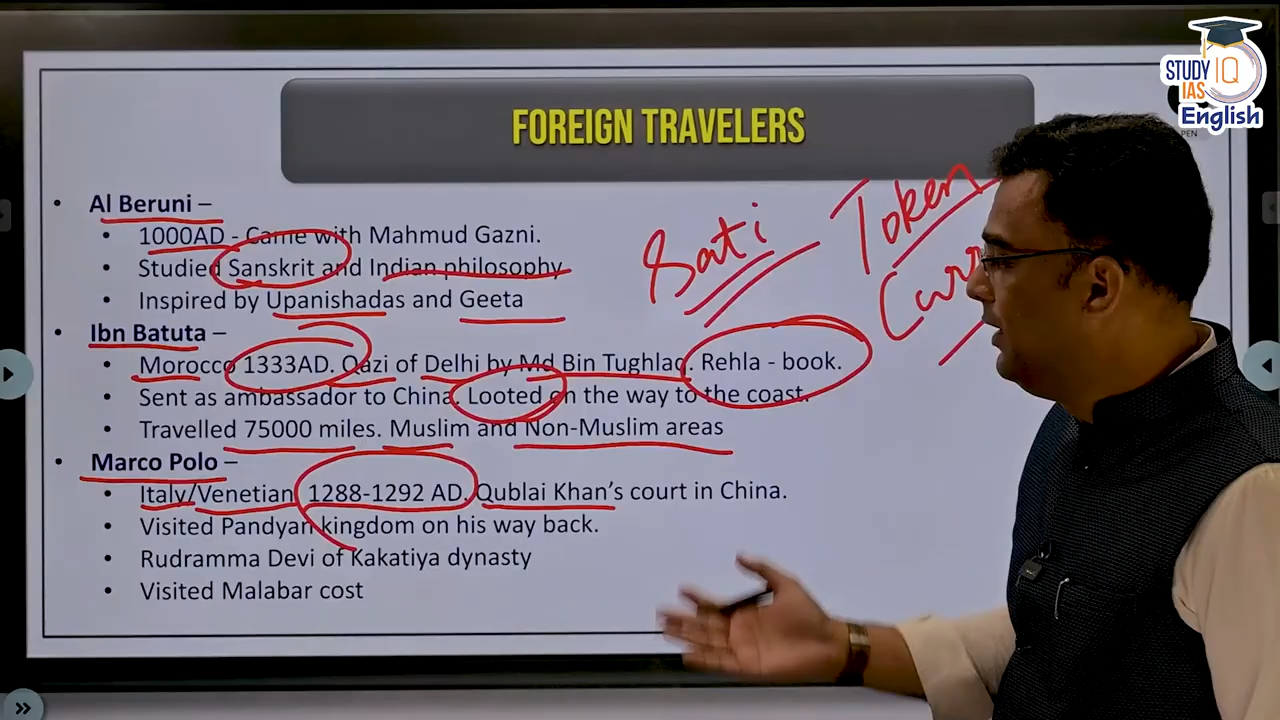 STUDY IQ
IAS
English
PEN
FOREIGN TRAVELERS
• Al Beruni –
• 1000AD - Came with Mahmud Gazni.
• Studied Sanskrit and Indian philosophy
• Inspired by Upanishadas and Geeta
• Ibn Batuta –
• Morocco 1333AD. Qazi of Delhi by Md Bin Tughlaq. Rehla - book.
• Sent as ambassador to China. Looted on the way to the coast.
• Travelled 75000 miles. Muslim and Non-Muslim areas
• Marco Polo –
• Italy/Venetian 1288-1292 AD. Qublai Khan's court in China.
• Visited Pandyan kingdom on his way back.
• Rudramma Devi of Kakatiya dynasty
• Visited Malabar cost
Sati
Token
Curr